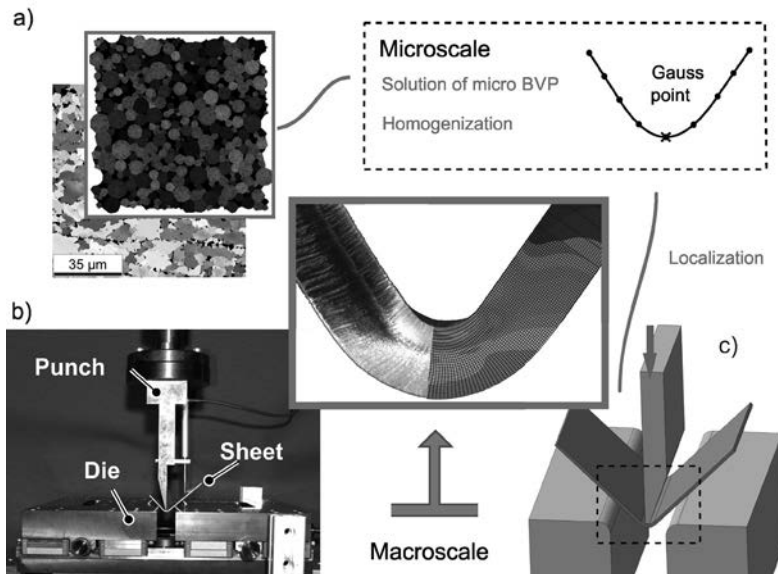 a)
Microscale
Solution of micro BVP
Homogenization
Gauss
point
35 µm
Localization
b)
Punch
Sheet
Die
c)
Macroscale